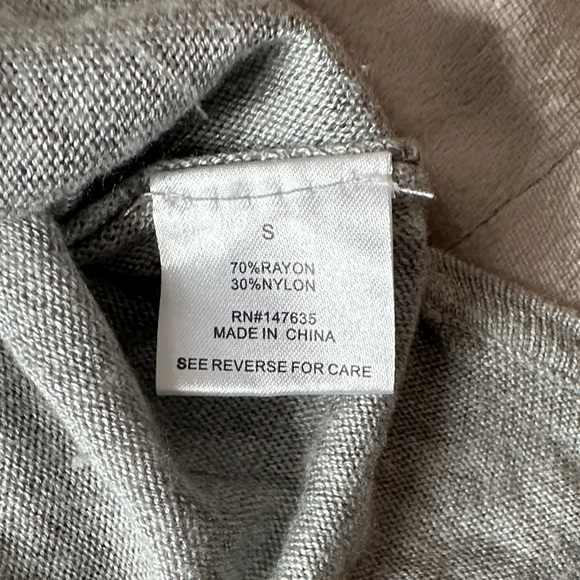 S
70%RAYON
30%NYLON
RN#147635
MADE IN CHINA
SEE REVERSE FOR CARE